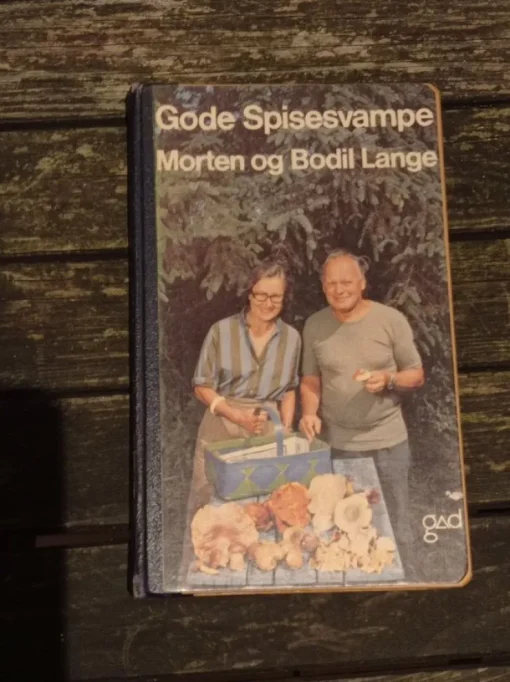 Gode Spisesvampe
Morten og Bodil Lange
gad